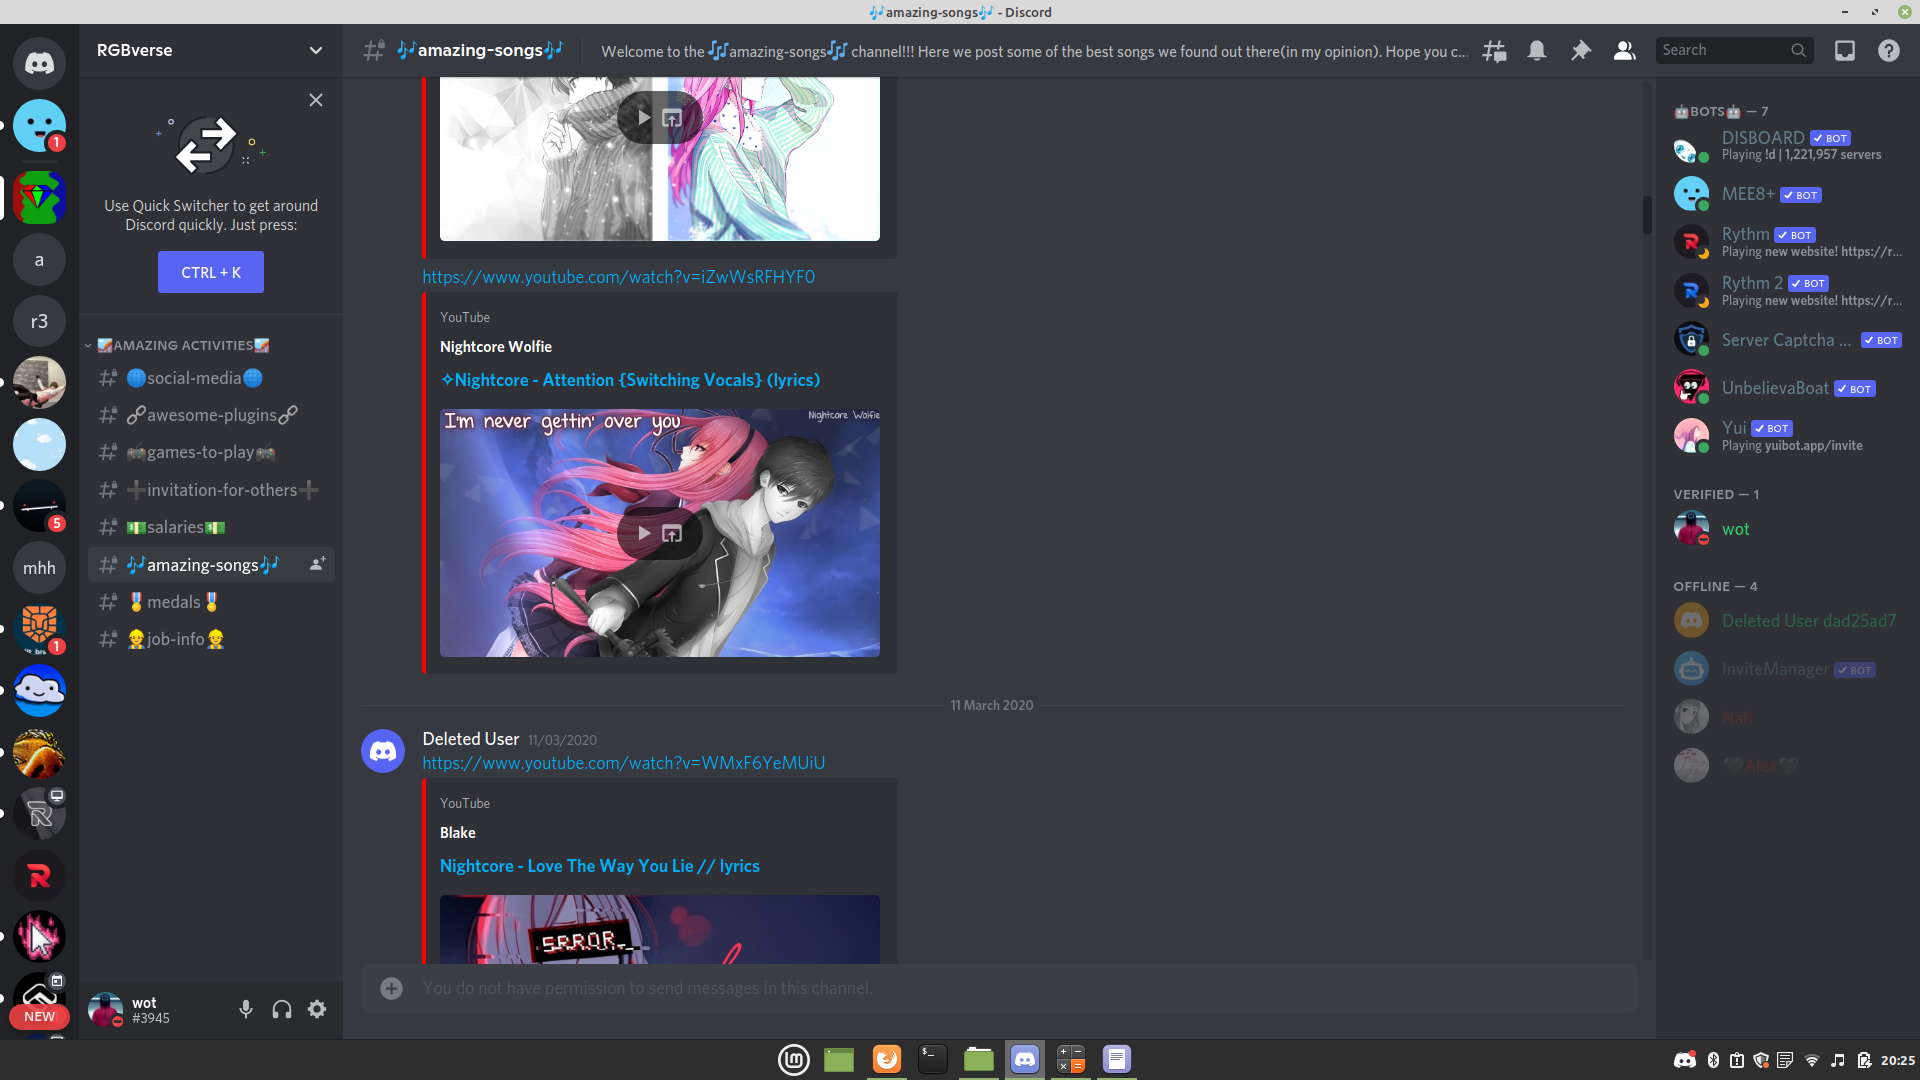 🎶amazing-songs🎶 - Discord
RGBverse
🎶amazing-songs🎶
Welcome to the 🎶amazing-songs🎶 channel!!! Here we post some of the best songs we found out there(in my opinion). Hope you c...
Search
Use Quick Switcher to get around
Discord quickly. Just press:
CTRL + K
1
a
r3
5
mhh
1
NEW
AMAZING ACTIVITIES
🌐social-media🌐
🔗awesome-plugins🔗
🎮games-to-play🎮
➕invitation-for-others➕
💵salaries💵
🎶amazing-songs🎶
🏅medals🏅
👷job-info👷
wot
#3945
https://www.youtube.com/watch?v=iZwWsRFHYF0
YouTube
Nightcore Wolfie
✧Nightcore - Attention {Switching Vocals} (lyrics)
I'm never gettin' over you
Nightcore Wolfie
11 March 2020
Deleted User 11/03/2020
https://www.youtube.com/watch?v=WMxF6YeMUiU
YouTube
Blake
Nightcore - Love The Way You Lie // lyrics
ERROR_
You do not have permission to send messages in this channel.
🤖BOTS🤖 — 7
DISBOARD ✓ BOT
Playing !d | 1,221,957 servers
MEE8+ ✓ BOT
Rythm ✓ BOT
Playing new website! https://r...
Rythm 2 ✓ BOT
Playing new website! https://r...
Server Captcha ... ✓ BOT
UnbelievaBoat ✓ BOT
Yui ✓ BOT
Playing yuibot.app/invite
VERIFIED — 1
wot
OFFLINE — 4
Deleted User dad25ad7
InviteManager ✓ BOT
Nafi
🖤Alex🖤
20:25